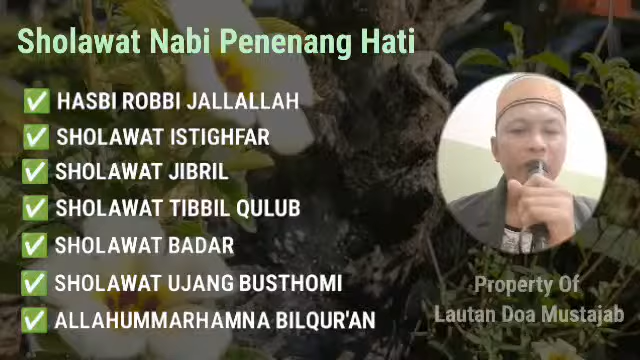 Sholawat Nabi Penenang Hati
✅ HASBI ROBBI JALLALLAH
✅ SHOLAWAT ISTIGHFAR
✅ SHOLAWAT JIBRIL
✅ SHOLAWAT TIBBIL QULUB
✅ SHOLAWAT BADAR
✅ SHOLAWAT UJANG BUSTHOMI
✅ ALLAHUMMARHAMNA BILQUR'AN
Property Of
Lautan Doa Mustajab